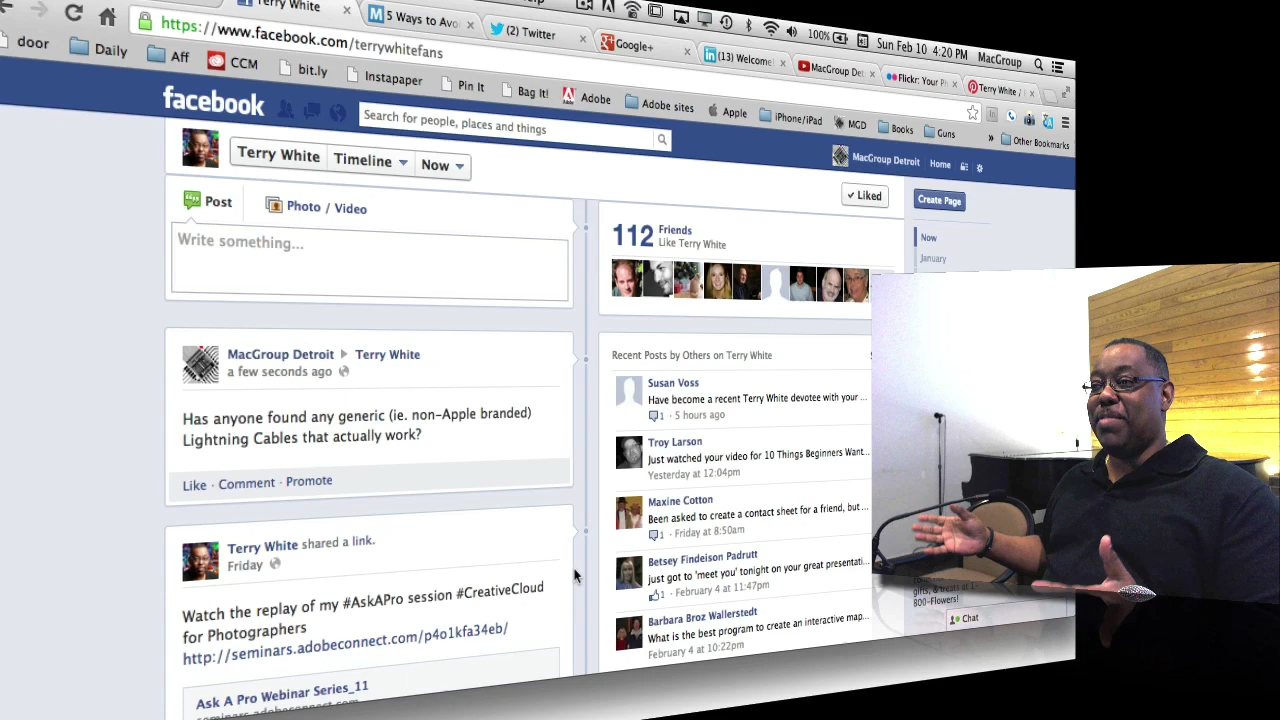 Terry White
5 Ways to Avo
(2) Twitter
Google+
(13) Welcome!
MacGroup Det
Flickr: Your P
Terry White /
100%
Sun Feb 10 4:20 PM MacGroup
https://www.facebook.com/terrywhitefans
door
Daily
Aff
CCM
bit.ly
Instapaper
Pin It
Bag It!
Adobe
Adobe sites
Apple
iPhone/iPad
MGD
Books
Guns
»
Other Bookmarks
facebook
Search for people, places and things
MacGroup Detroit
Home
Terry White
Timeline
Now
Liked
Create Page
Now
January
Post
Photo / Video
Write something...
112 Friends
Like Terry White
MacGroup Detroit ▶ Terry White
a few seconds ago
Has anyone found any generic (ie. non-Apple branded)
Lightning Cables that actually work?
Like · Comment · Promote
Terry White shared a link.
Friday
Watch the replay of my #AskAPro session #CreativeCloud
for Photographers
http://seminars.adobeconnect.com/p4o1kfa34eb/
Ask A Pro Webinar Series_11
seminars.adobeconnect.com
Recent Posts by Others on Terry White
Susan Voss
Have become a recent Terry White devotee with your ...
1 · 5 hours ago
Troy Larson
Just watched your video for 10 Things Beginners Want...
Yesterday at 12:04pm
Maxine Cotton
Been asked to create a contact sheet for a friend, but ...
1 · Friday at 8:50am
Betsey Findeison Padrutt
just got to 'meet you' tonight on your great presentati...
1 · February 4 at 11:47pm
Barbara Broz Wallerstedt
What is the best program to create an interactive map...
February 4 at 10:22pm
gifts, & treats at 1-
800-Flowers!
Chat